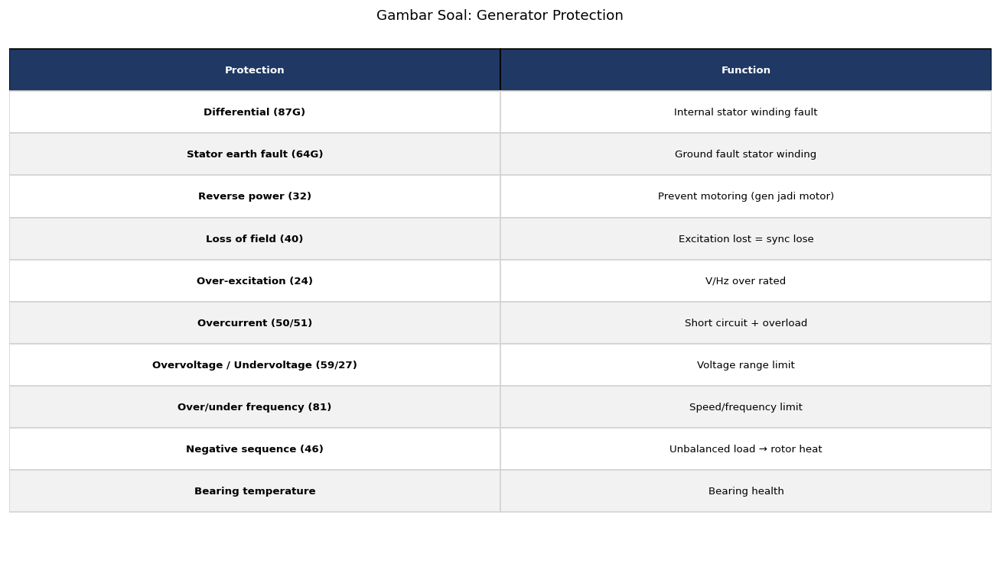 Gambar Soal: Generator Protection
Protection Function
Differential (87G) Internal stator winding fault
Stator earth fault (64G) Ground fault stator winding
Reverse power (32) Prevent motoring (gen jadi motor)
Loss of field (40) Excitation lost = sync lose
Over-excitation (24) V/Hz over rated
Overcurrent (50/51) Short circuit + overload
Overvoltage / Undervoltage (59/27) Voltage range limit
Over/under frequency (81) Speed/frequency limit
Negative sequence (46) Unbalanced load → rotor heat
Bearing temperature Bearing health